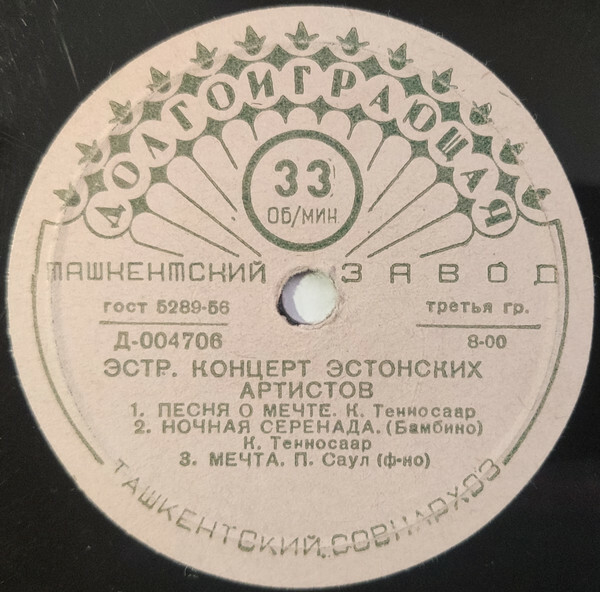 ДОЛГОИГРАЮЩАЯ
33
ОБ/МИН
ТАШКЕНТСКИЙ ЗАВОД
ГОСТ 5289-56 третья гр.
Д-004706 8-00
ЭСТР. КОНЦЕРТ ЭСТОНСКИХ
АРТИСТОВ
1. ПЕСНЯ О МЕЧТЕ. К. Тенносаар
2. НОЧНАЯ СЕРЕНАДА. (Бамбино)
К. Тенносаар
3. МЕЧТА. П. Саул (ф-но)
ТАШКЕНТСКИЙ СОВНАРХОЗ